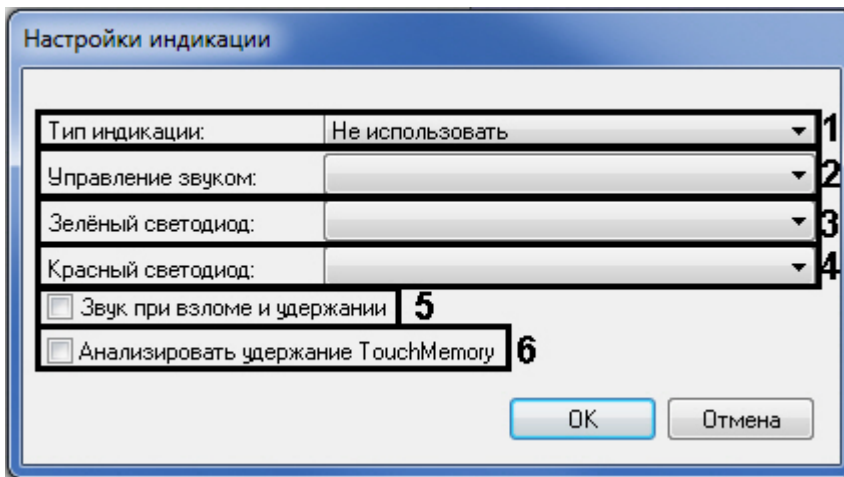 Настройки индикации
Тип индикации: Не использовать 1
Управление звуком: 2
Зелёный светодиод: 3
Красный светодиод: 4
Звук при взломе и удержании 5
Анализировать удержание TouchMemory 6
OK Отмена